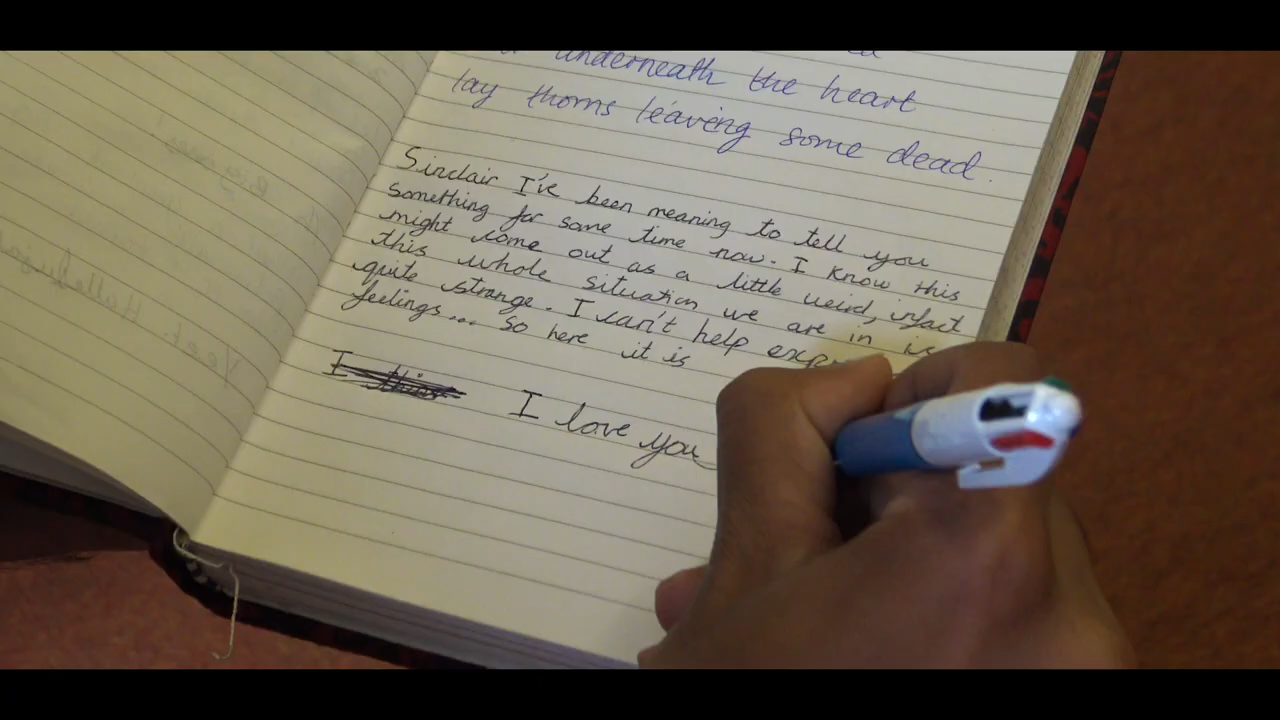 underneath the heart
lay thorns leaving some dead.
Sinclair I've been meaning to tell you
something for some time now. I know this
might come out as a little weird, infact
this whole situation we are in is
quite strange. I can't help
feelings... So here it is
I love you